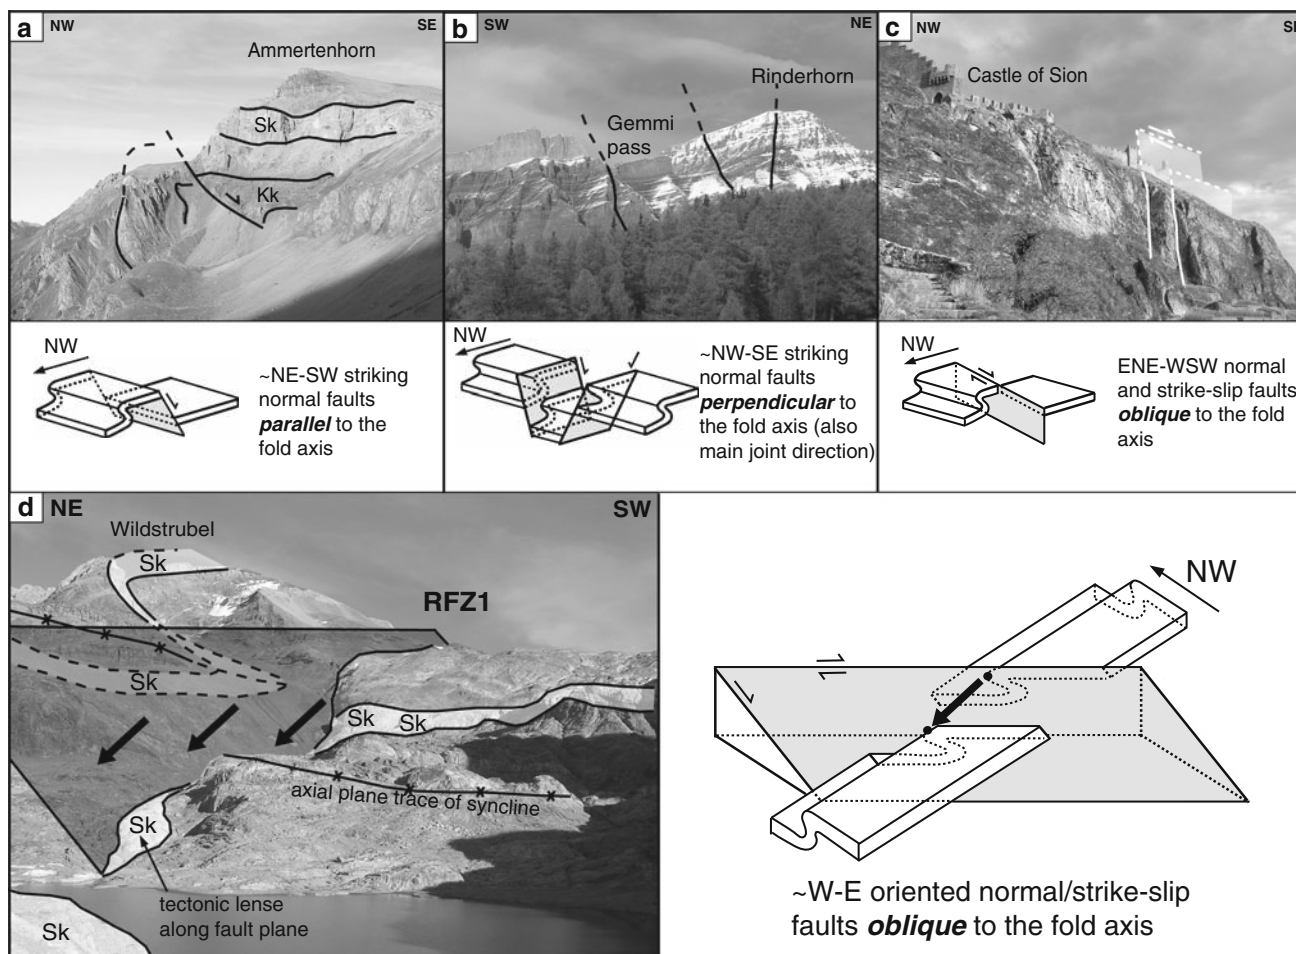 a NW SE
Ammertenhorn
Sk
Kk
NW
~NE-SW striking
normal faults
parallel to the
fold axis
b SW NE
Rinderhorn
Gemmi
pass
NW
~NW-SE striking
normal faults
perpendicular to
the fold axis (also
main joint direction)
c NW
Castle of Sion
NW
ENE-WSW normal
and strike-slip faults
oblique to the fold
axis
d NE SW
Wildstrubel
Sk
RFZ1
Sk
Sk Sk
axial plane trace of syncline
Sk
tectonic lense
along fault plane
Sk
NW
~W-E oriented normal/strike-slip
faults oblique to the fold axis